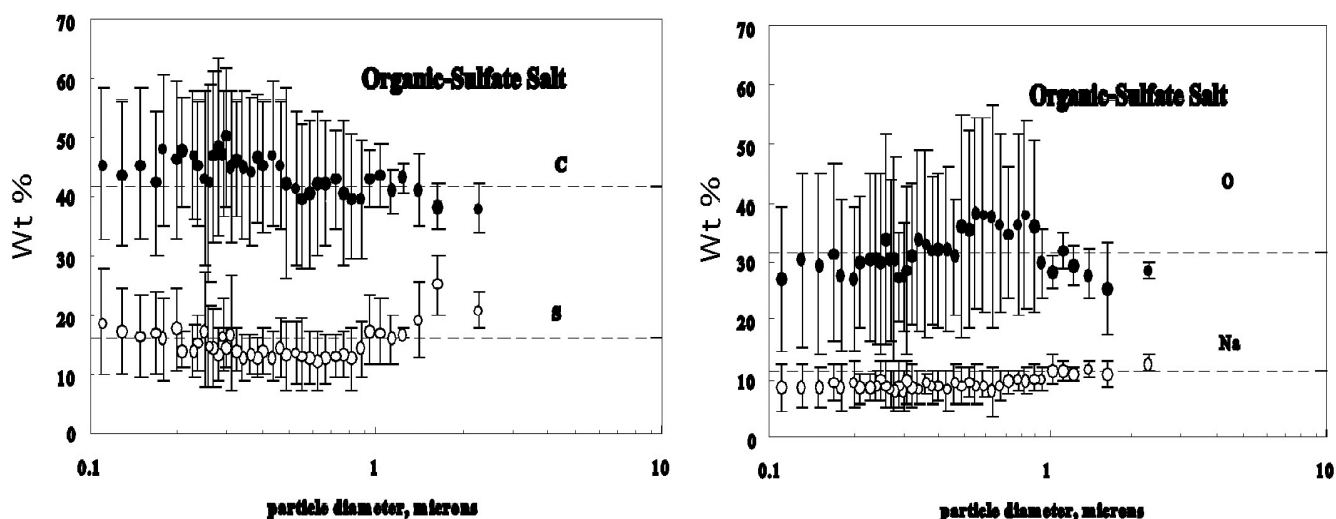 70
60
50
40
30
20
10
0
Wt %
Organic-Sulfate Salt
C
S
0.1
1
10
particle diameter, microns
70
60
50
40
30
20
10
0
Wt %
Organic-Sulfate Salt
O
Na
0.1
1
10
particle diameter, microns